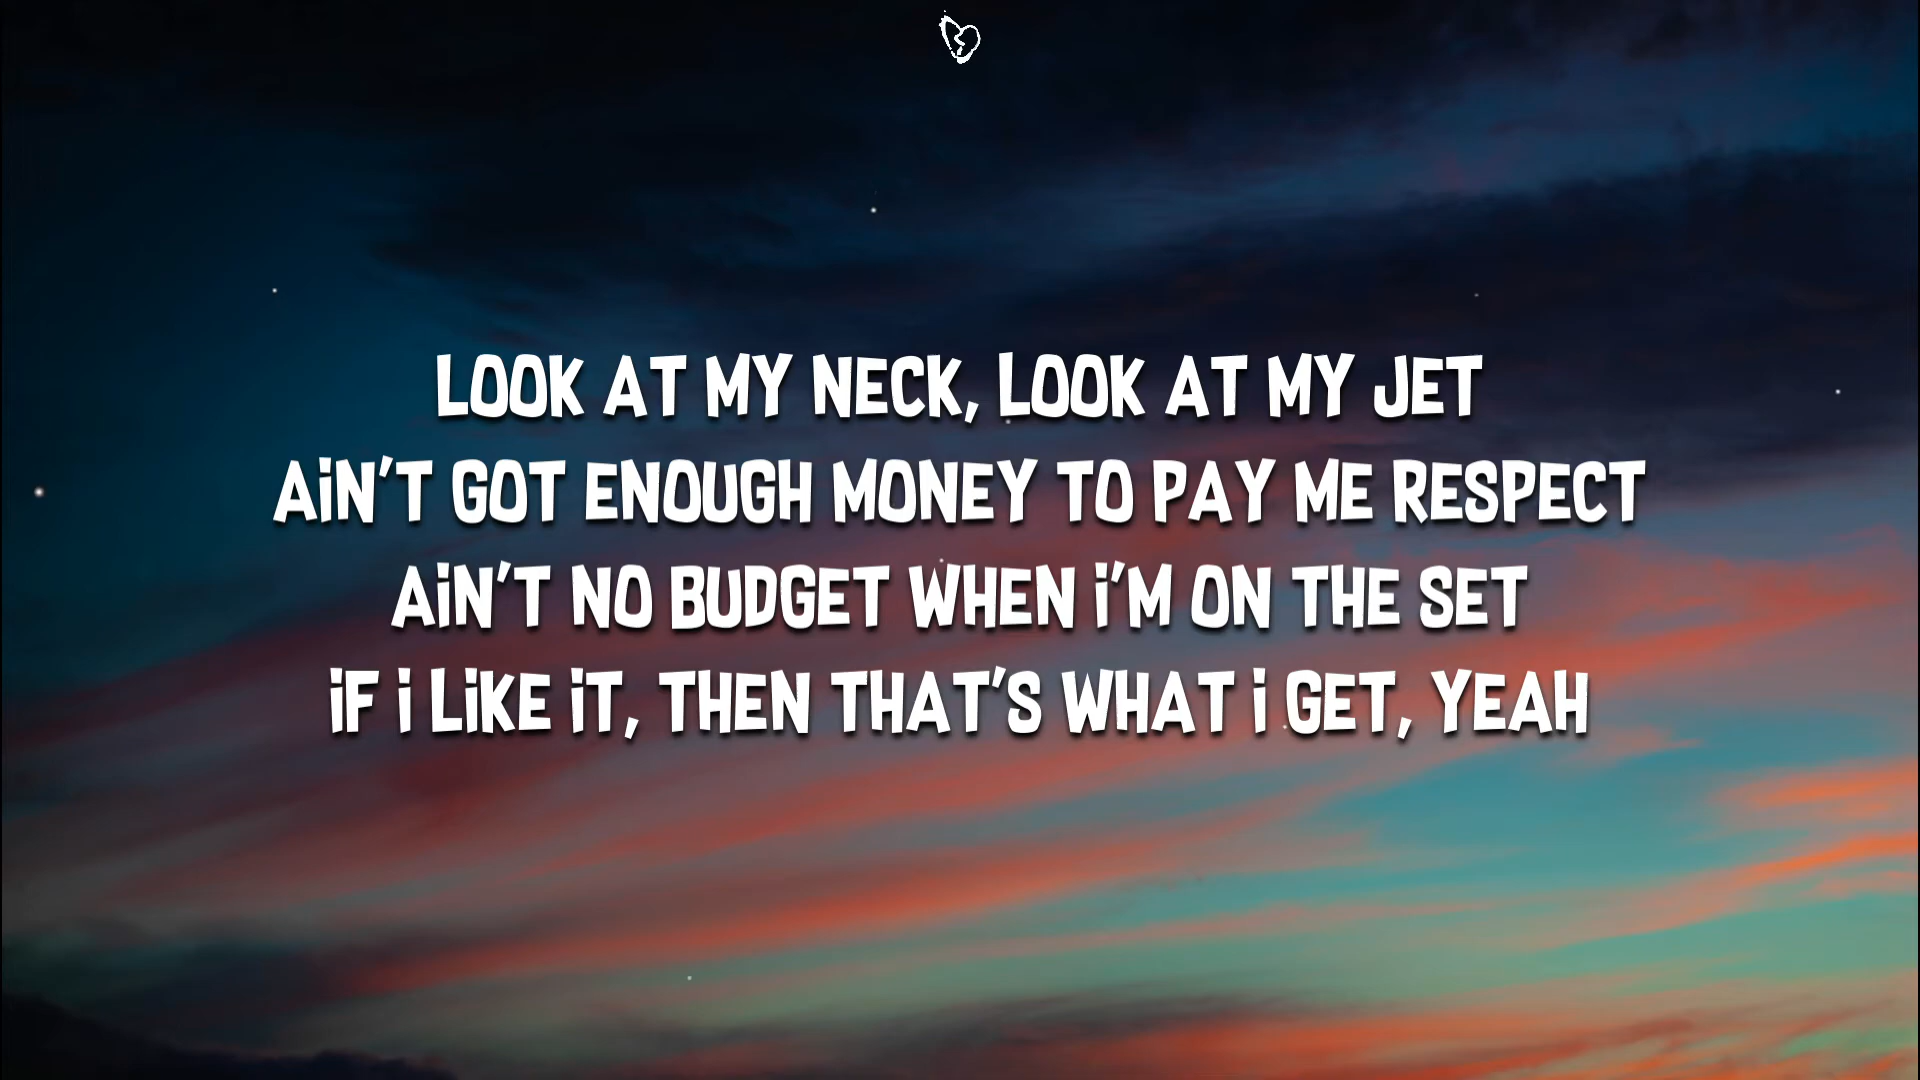 LOOK AT MY NECK, LOOK AT MY JET
AiN'T GOT ENOUGH MONEY TO PAY ME RESPECT
AiN'T NO BUDGET WHEN i'M ON THE SET
iF i LiKE iT, THEN THAT'S WHAT i GET, YEAH